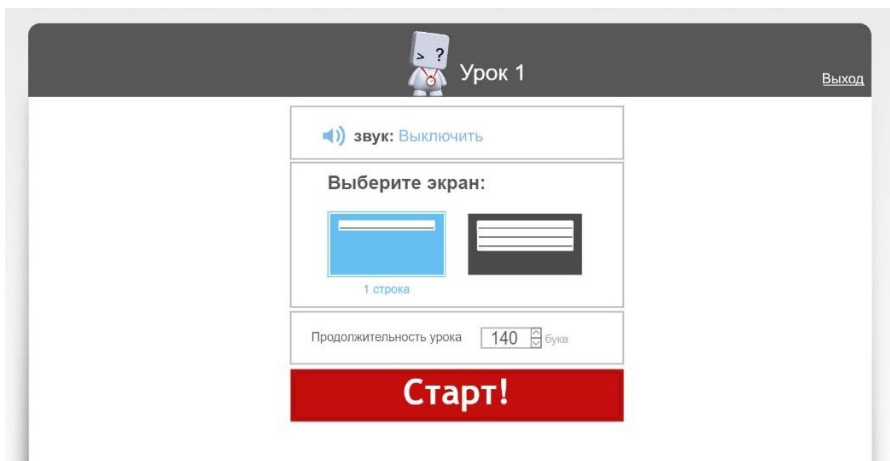 > ?
Урок 1
Выход
звук: Выключить
Выберите экран:
1 строка
Продолжительность урока 140 букв
Старт!